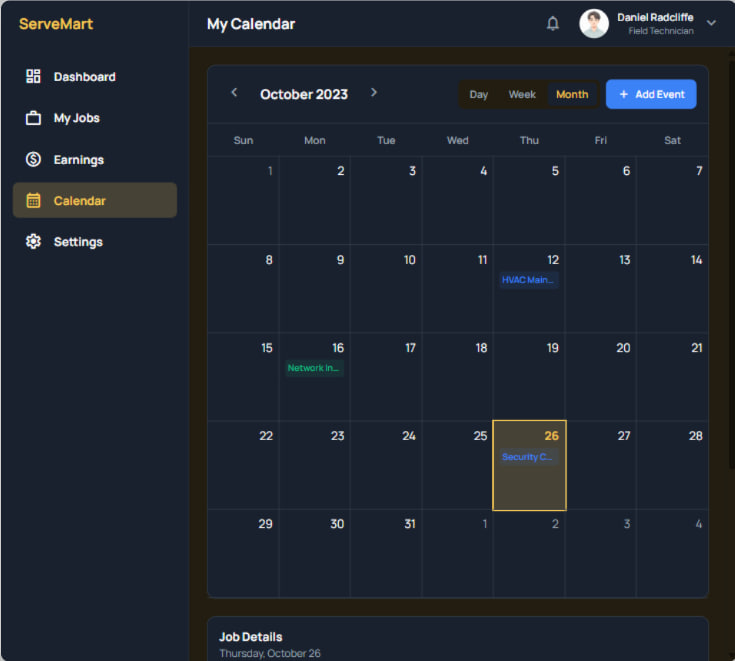 ServeMart
My Calendar
Daniel Radcliffe
Field Technician
Dashboard
My Jobs
Earnings
Calendar
Settings
October 2023
Day Week Month
+ Add Event
Sun Mon Tue Wed Thu Fri Sat
1 2 3 4 5 6 7
8 9 10 11 12 13 14
HVAC Main...
15 16 17 18 19 20 21
Network In...
22 23 24 25 26 27 28
Security C...
29 30 31 1 2 3 4
Job Details
Thursday, October 26